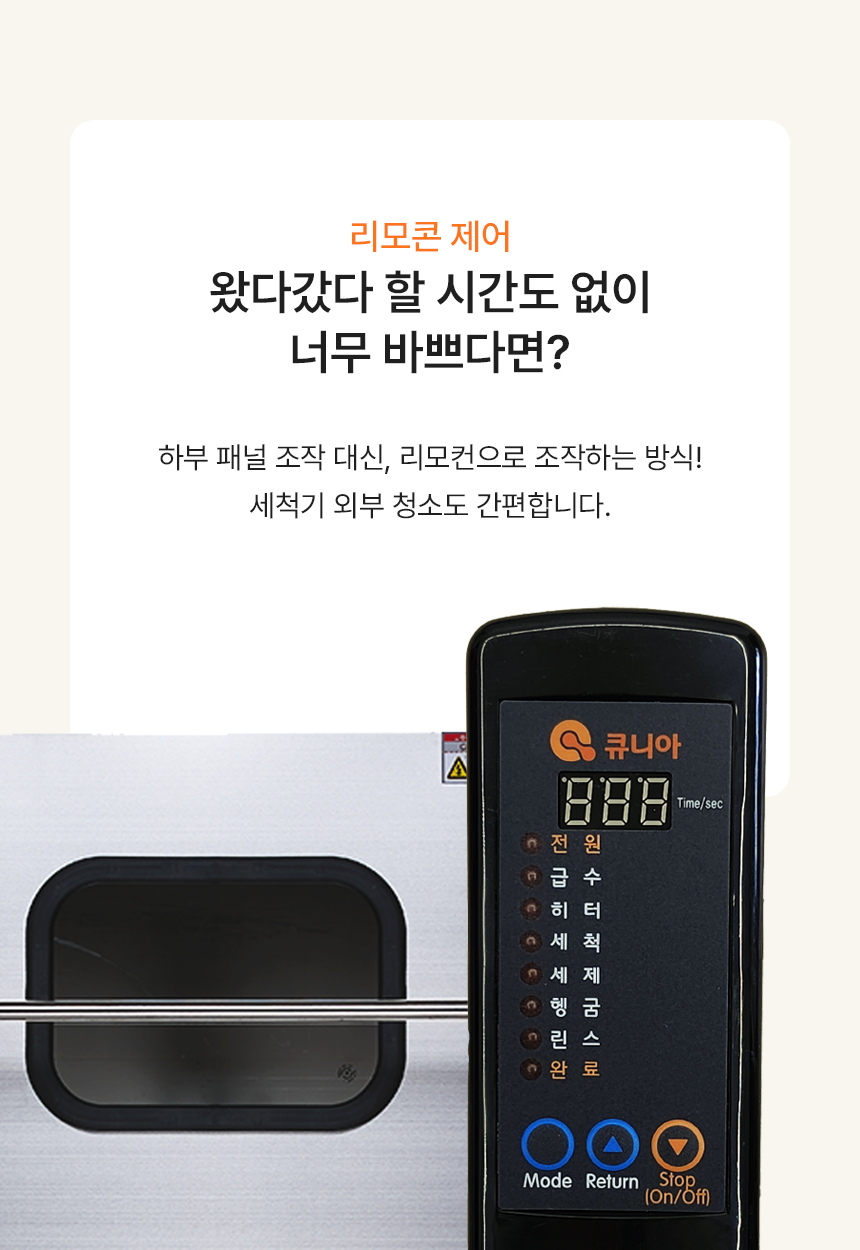 리모콘 제어
왔다갔다 할 시간도 없이
너무 바쁘다면?
하부 패널 조작 대신, 리모컨으로 조작하는 방식!
세척기 외부 청소도 간편합니다.
큐니아
888 Time/sec
전 원
급 수
히 터
세 척
세 제
헹 굼
린 스
완 료
Mode Return Stop
(On/Off)